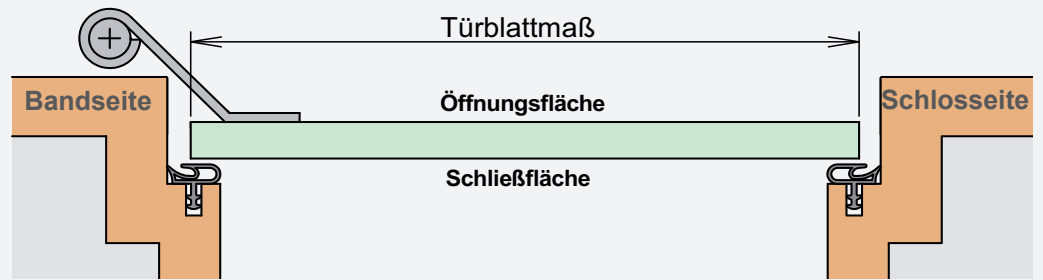 Türblattmaß
Bandseite
Öffnungsfläche
Schlosseite
Schließfläche